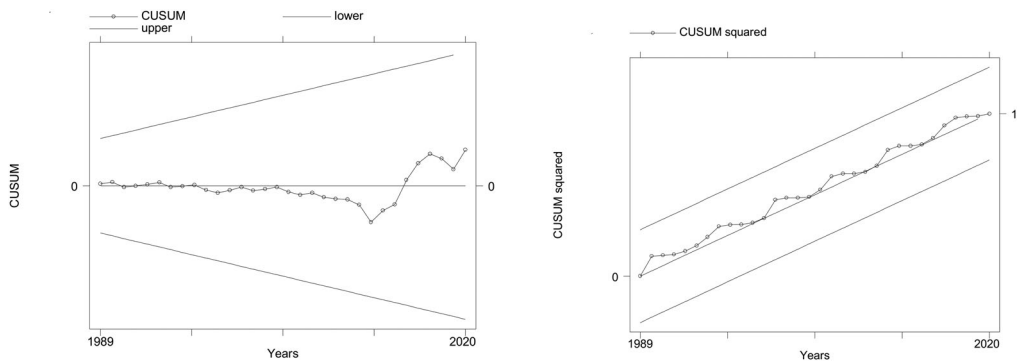 CUSUM lower
upper
CUSUM
0
0
1989 2020
Years
CUSUM squared
CUSUM squared
1
0
1989 2020
Years